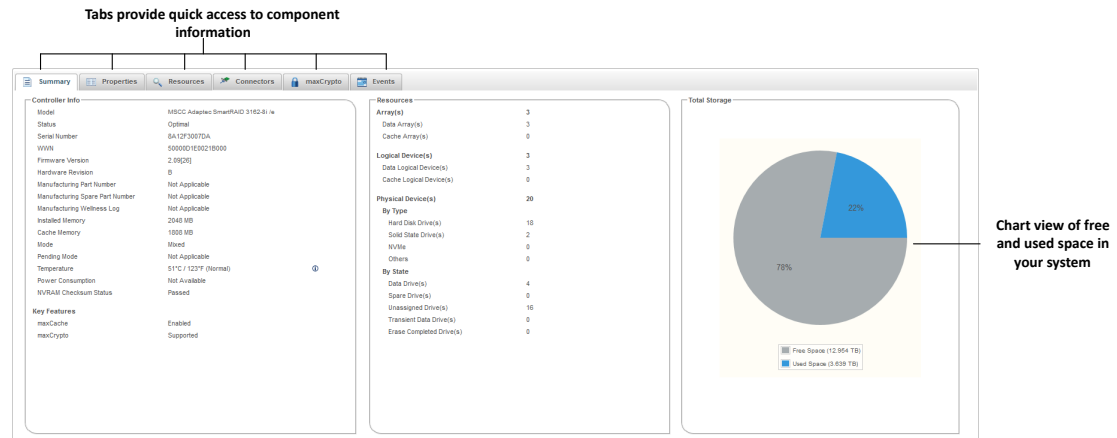 Tabs provide quick access to component
information
Summary Properties Resources Connectors maxCrypto Events
Controller Info
Model MSCC Adaptec SmartRAID 3162-8i /e
Status Optimal
Serial Number 8A12F3007DA
WWN 50000D1E0021B000
Firmware Version 2.09[26]
Hardware Revision B
Manufacturing Part Number Not Applicable
Manufacturing Spare Part Number Not Applicable
Manufacturing Wellness Log Not Applicable
Installed Memory 2048 MB
Cache Memory 1808 MB
Mode Mixed
Pending Mode Not Applicable
Temperature 51°C / 123°F (Normal)
Power Consumption Not Available
NVRAM Checksum Status Passed
Key Features
maxCache Enabled
maxCrypto Supported
Resources
Array(s) 3
Data Array(s) 3
Cache Array(s) 0
Logical Device(s) 3
Data Logical Device(s) 3
Cache Logical Device(s) 0
Physical Device(s) 20
By Type
Hard Disk Drive(s) 18
Solid State Drive(s) 2
NVMe 0
Others 0
By State
Data Drive(s) 4
Spare Drive(s) 0
Unassigned Drive(s) 16
Transient Data Drive(s) 0
Erase Completed Drive(s) 0
Total Storage
22%
78%
Free Space (12.954 TB)
Used Space (3.639 TB)
Chart view of free
and used space in
your system